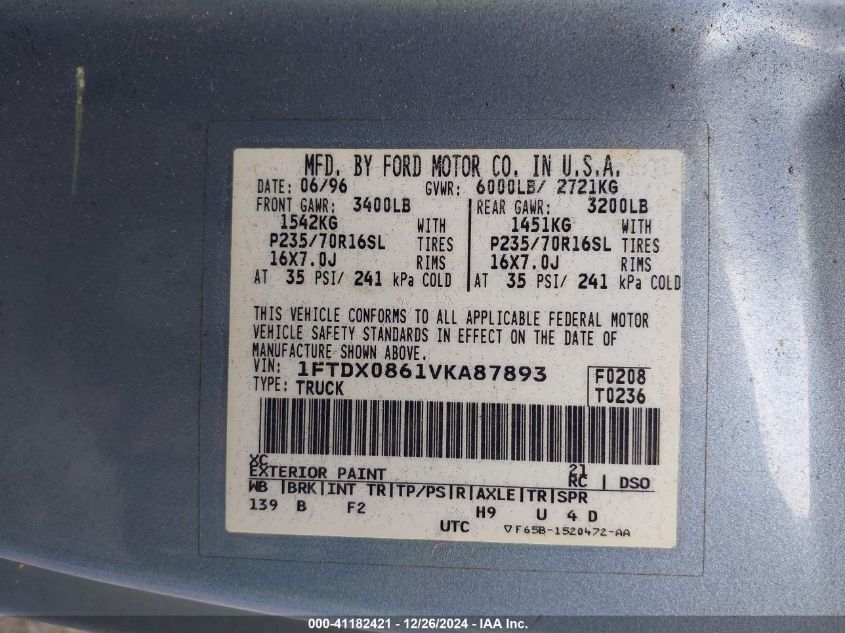 MFD. BY FORD MOTOR CO. IN U.S.A.
DATE: 06/96 GVWR: 6000LB/ 2721KG
FRONT GAWR: 3400LB REAR GAWR: 3200LB
1542KG WITH 1451KG WITH
P235/70R16SL TIRES P235/70R16SL TIRES
16X7.0J RIMS 16X7.0J RIMS
AT 35 PSI/ 241 kPa COLD AT 35 PSI/ 241 kPa COLD
THIS VEHICLE CONFORMS TO ALL APPLICABLE FEDERAL MOTOR
VEHICLE SAFETY STANDARDS IN EFFECT ON THE DATE OF
MANUFACTURE SHOWN ABOVE.
VIN: 1FTDX0861VKA87893 F0208
TYPE: TRUCK T0236
XC 21
EXTERIOR PAINT RC | DSO
WB |BRK|INT TR|TP/PS|R|AXLE|TR|SPR
139 B F2 H9 U 4 D
UTC ▽F65B-1520472-AA
000-41182421 - 12/26/2024 - IAA Inc.